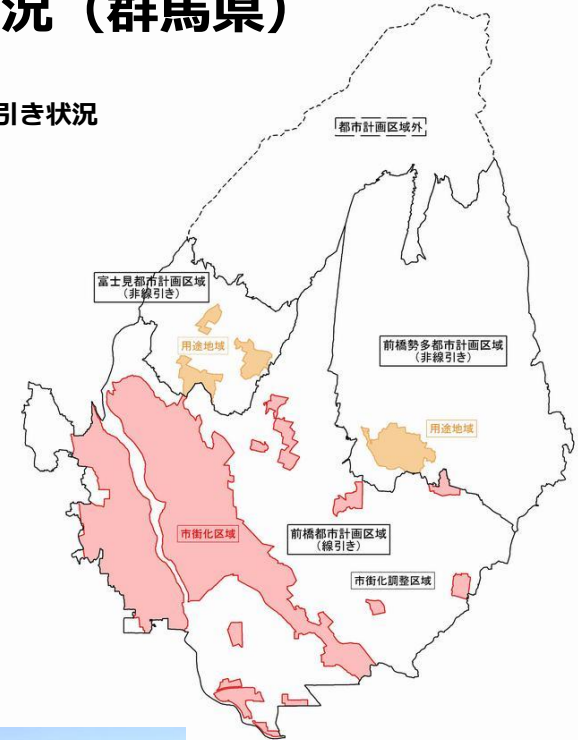 況（群馬県）
引き状況
都市計画区域外
富士見都市計画区域
（非線引き）
用途地域
前橋勢多都市計画区域
（非線引き）
用途地域
市街化区域
前橋都市計画区域
（線引き）
市街化調整区域